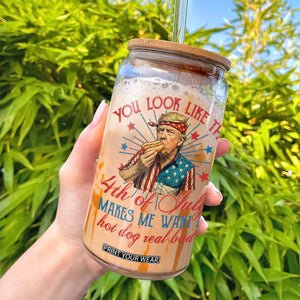 YOU LOOK LIKE TH
4th of July
MAKES ME WANT
hot dog real bad
PRINT YOUR WEAR